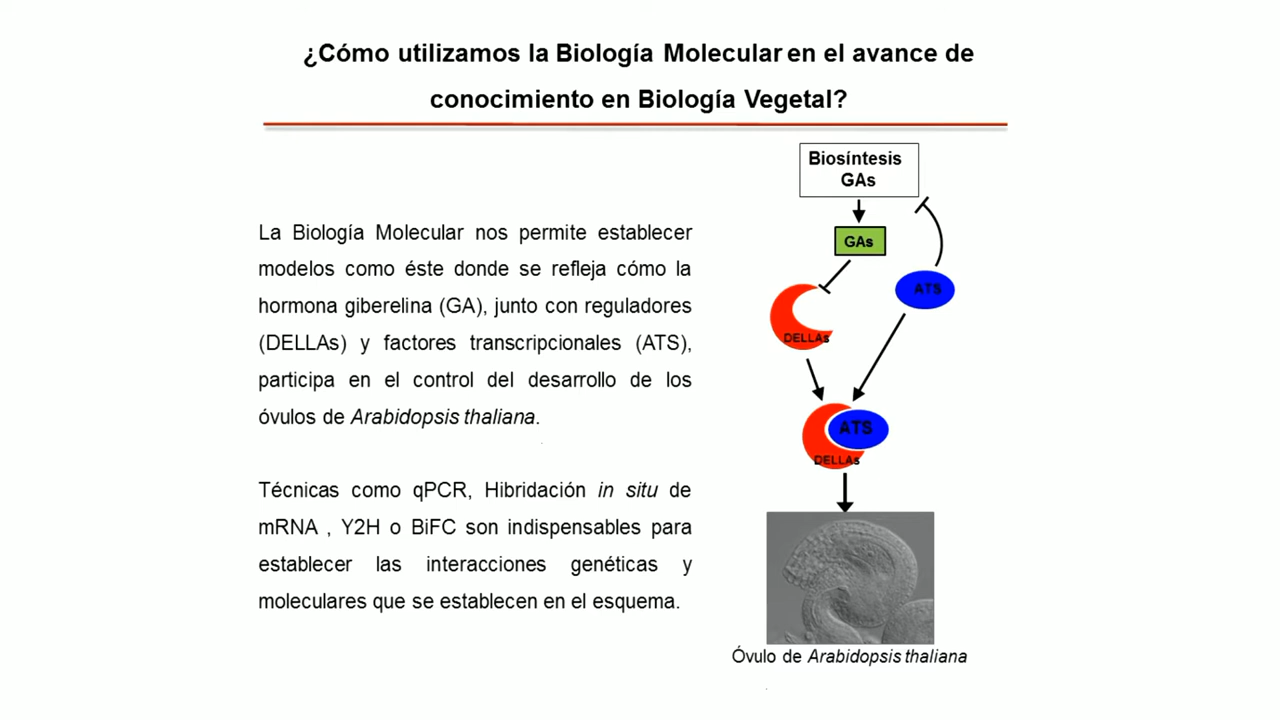 ¿Cómo utilizamos la Biología Molecular en el avance de
conocimiento en Biología Vegetal?
La Biología Molecular nos permite establecer
modelos como éste donde se refleja cómo la
hormona giberelina (GA), junto con reguladores
(DELLAs) y factores transcripcionales (ATS),
participa en el control del desarrollo de los
óvulos de Arabidopsis thaliana.
Técnicas como qPCR, Hibridación in situ de
mRNA , Y2H o BiFC son indispensables para
establecer las interacciones genéticas y
moleculares que se establecen en el esquema.
Biosíntesis
GAs
GAs
ATS
DELLAs
ATS
DELLAs
Óvulo de Arabidopsis thaliana